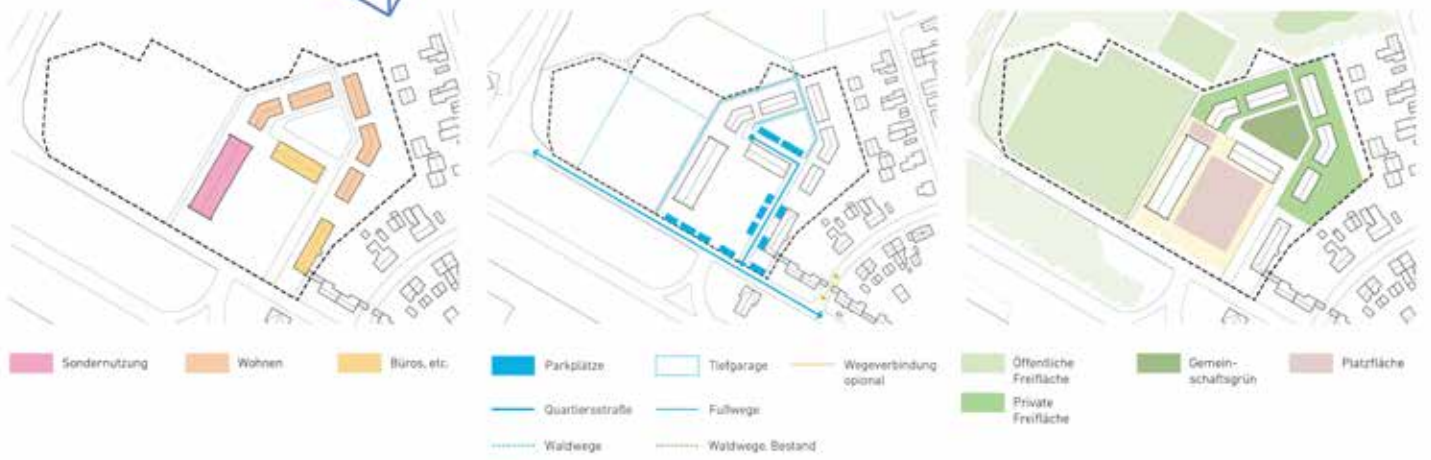 Sondernutzung
Wohnen
Büros, etc.
Parkplätze
Tiefgarage
Wegeverbindung
opional
Quartiersstraße
Fußwege
Waldwege
Waldwege, Bestand
Öffentliche
Freifläche
Gemein-
schaftsgrün
Platzfläche
Private
Freifläche